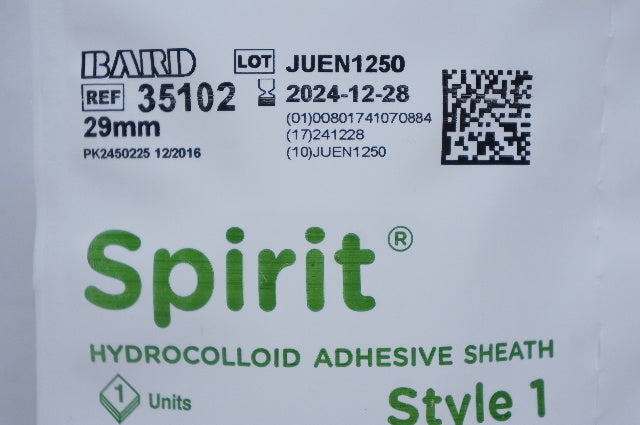 BARD
REF 35102
29mm
PK2450225 12/2016
LOT JUEN1250
2024-12-28
(01)00801741070884
(17)241228
(10)JUEN1250
Spirit®
HYDROCOLLOID ADHESIVE SHEATH
1 Units
Style 1